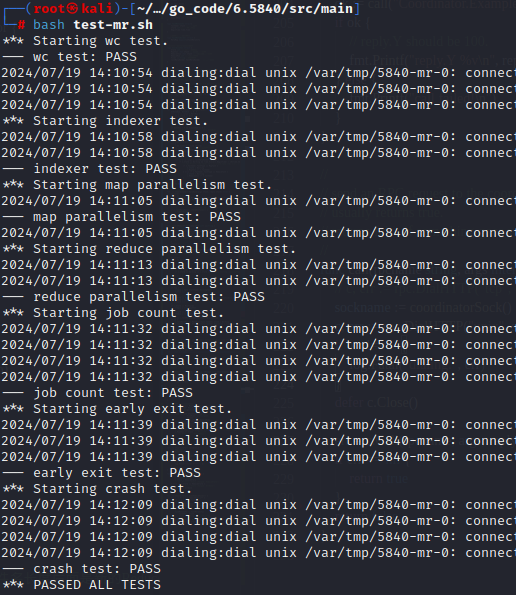 ┌──(root㉿kali)-[~/…/go_code/6.5840/src/main]
└─# bash test-mr.sh
*** Starting wc test.
--- wc test: PASS
2024/07/19 14:10:54 dialing:dial unix /var/tmp/5840-mr-0: connect
2024/07/19 14:10:54 dialing:dial unix /var/tmp/5840-mr-0: connect
2024/07/19 14:10:54 dialing:dial unix /var/tmp/5840-mr-0: connect
*** Starting indexer test.
2024/07/19 14:10:58 dialing:dial unix /var/tmp/5840-mr-0: connect
2024/07/19 14:10:58 dialing:dial unix /var/tmp/5840-mr-0: connect
--- indexer test: PASS
*** Starting map parallelism test.
2024/07/19 14:11:05 dialing:dial unix /var/tmp/5840-mr-0: connect
--- map parallelism test: PASS
2024/07/19 14:11:05 dialing:dial unix /var/tmp/5840-mr-0: connect
*** Starting reduce parallelism test.
2024/07/19 14:11:13 dialing:dial unix /var/tmp/5840-mr-0: connect
2024/07/19 14:11:13 dialing:dial unix /var/tmp/5840-mr-0: connect
--- reduce parallelism test: PASS
*** Starting job count test.
2024/07/19 14:11:32 dialing:dial unix /var/tmp/5840-mr-0: connect
2024/07/19 14:11:32 dialing:dial unix /var/tmp/5840-mr-0: connect
2024/07/19 14:11:32 dialing:dial unix /var/tmp/5840-mr-0: connect
2024/07/19 14:11:32 dialing:dial unix /var/tmp/5840-mr-0: connect
--- job count test: PASS
*** Starting early exit test.
2024/07/19 14:11:39 dialing:dial unix /var/tmp/5840-mr-0: connect
2024/07/19 14:11:39 dialing:dial unix /var/tmp/5840-mr-0: connect
2024/07/19 14:11:39 dialing:dial unix /var/tmp/5840-mr-0: connect
--- early exit test: PASS
*** Starting crash test.
2024/07/19 14:12:09 dialing:dial unix /var/tmp/5840-mr-0: connect
2024/07/19 14:12:09 dialing:dial unix /var/tmp/5840-mr-0: connect
2024/07/19 14:12:09 dialing:dial unix /var/tmp/5840-mr-0: connect
2024/07/19 14:12:09 dialing:dial unix /var/tmp/5840-mr-0: connect
--- crash test: PASS
*** PASSED ALL TESTS